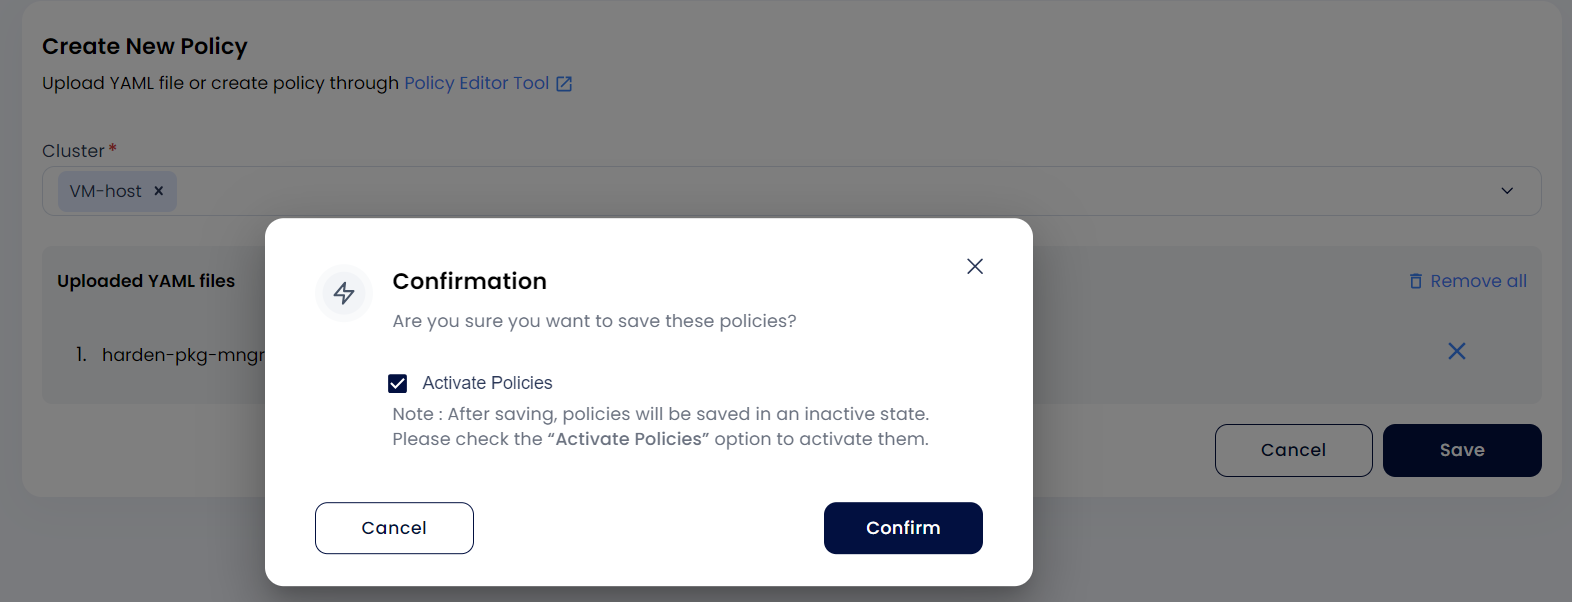 Create New Policy
Upload YAML file or create policy through Policy Editor Tool
Cluster *
VM-host ×
Uploaded YAML files
Remove all
1. harden-pkg-mngr
Cancel
Save
Confirmation
Are you sure you want to save these policies?
Activate Policies
Note : After saving, policies will be saved in an inactive state.
Please check the “Activate Policies” option to activate them.
Cancel
Confirm